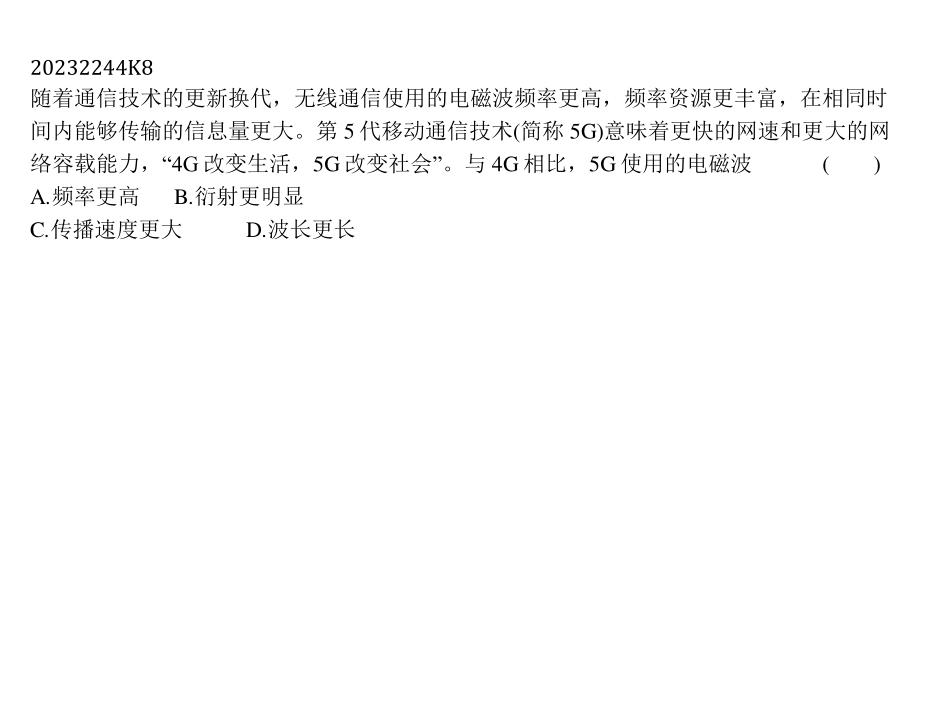 20232244K8
随着通信技术的更新换代，无线通信使用的电磁波频率更高，频率资源更丰富，在相同时
间内能够传输的信息量更大。第 5 代移动通信技术(简称 5G)意味着更快的网速和更大的网
络容载能力，“4G 改变生活，5G 改变社会”。与 4G 相比，5G 使用的电磁波 (  )
A.频率更高 B.衍射更明显
C.传播速度更大 D.波长更长